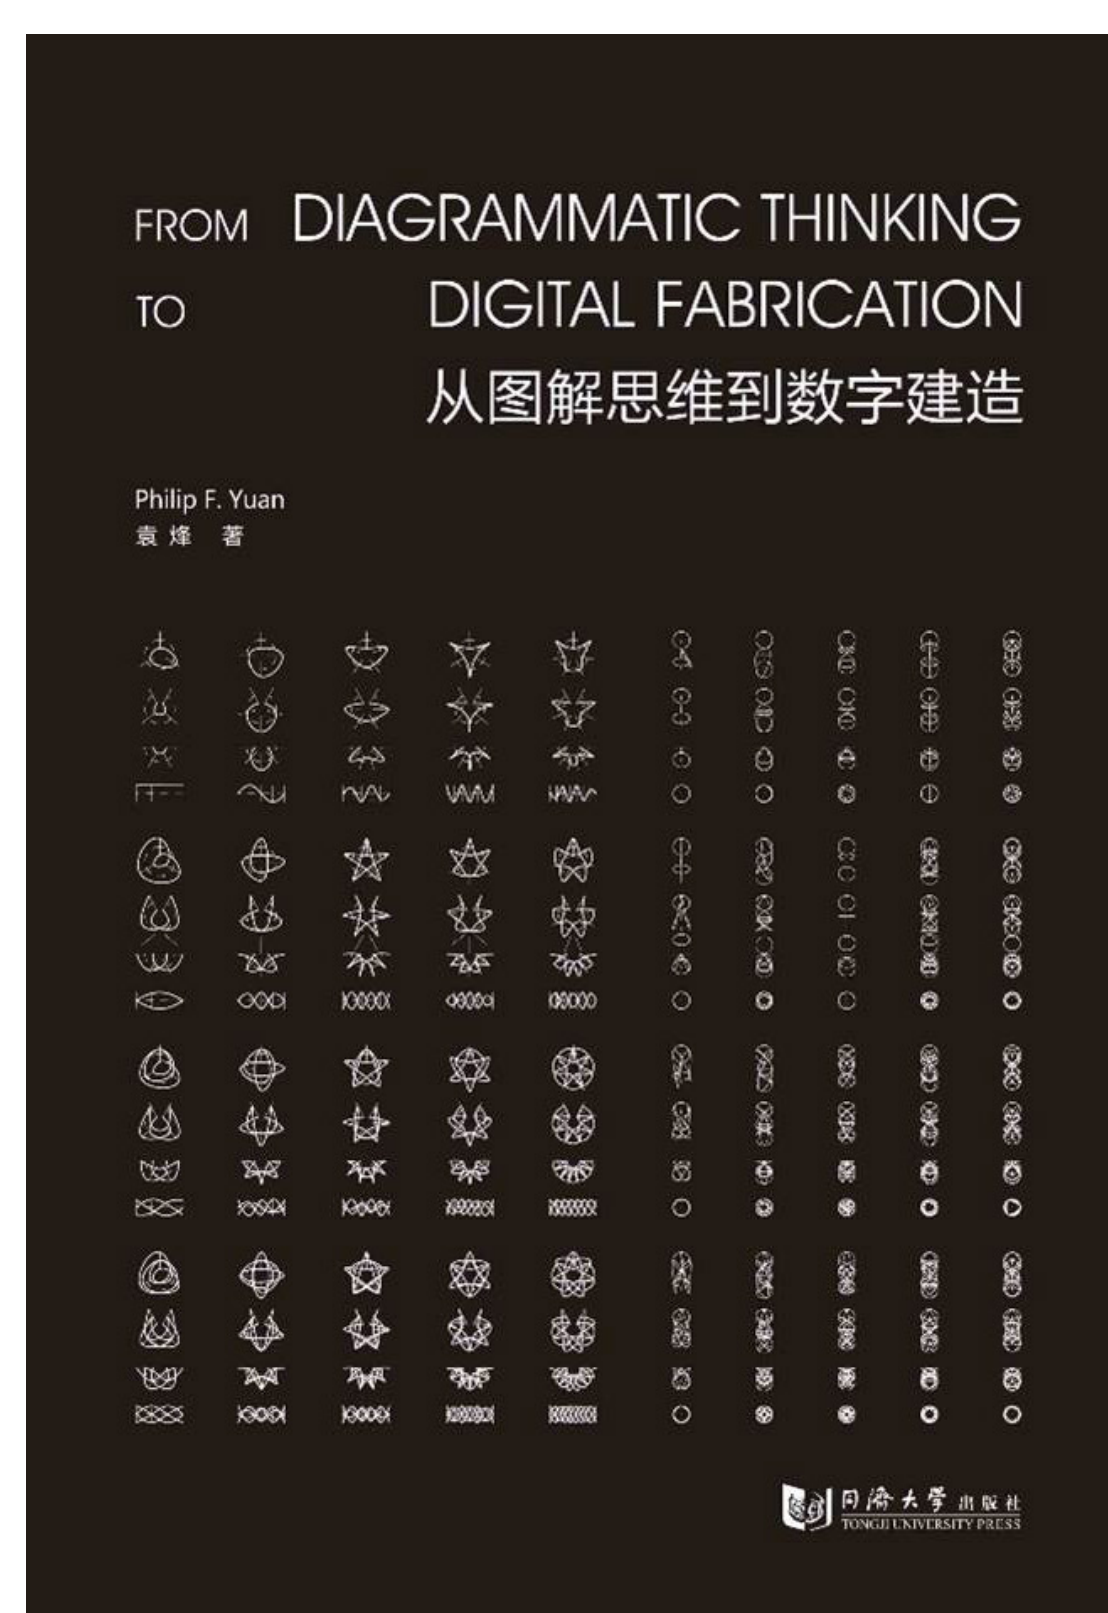 FROM DIAGRAMMATIC THINKING
TO DIGITAL FABRICATION
从图解思维到数字建造
Philip F. Yuan
袁烽 著
同濟大学 出版社
TONGJI UNIVERSITY PRESS